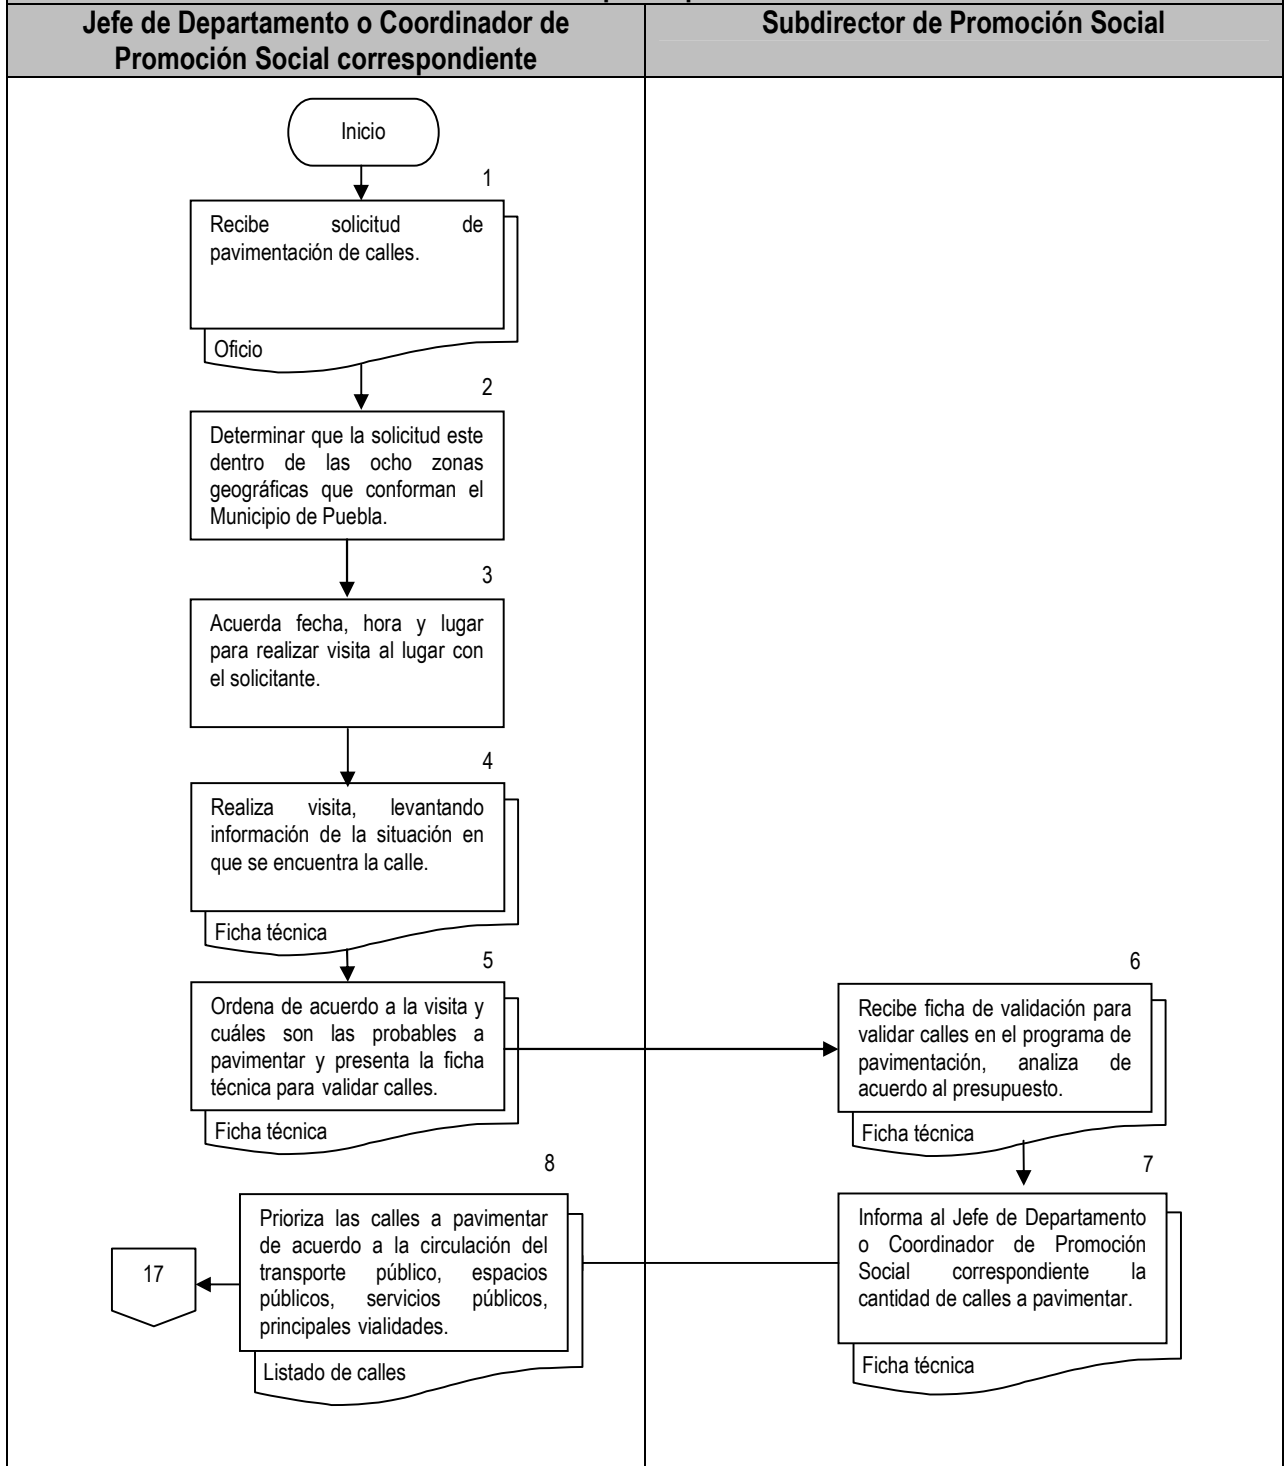 Jefe de Departamento o Coordinador de
Promoción Social correspondiente
Subdirector de Promoción Social
Inicio
1
Recibe solicitud de
pavimentación de calles.
Oficio
2
Determinar que la solicitud este
dentro de las ocho zonas
geográficas que conforman el
Municipio de Puebla.
3
Acuerda fecha, hora y lugar
para realizar visita al lugar con
el solicitante.
4
Realiza visita, levantando
información de la situación en
que se encuentra la calle.
Ficha técnica
5
Ordena de acuerdo a la visita y
cuáles son las probables a
pavimentar y presenta la ficha
técnica para validar calles.
Ficha técnica
6
Recibe ficha de validación para
validar calles en el programa de
pavimentación, analiza de
acuerdo al presupuesto.
Ficha técnica
7
Informa al Jefe de Departamento
o Coordinador de Promoción
Social correspondiente la
cantidad de calles a pavimentar.
Ficha técnica
8
Prioriza las calles a pavimentar
de acuerdo a la circulación del
transporte público, espacios
públicos, servicios públicos,
principales vialidades.
Listado de calles
17